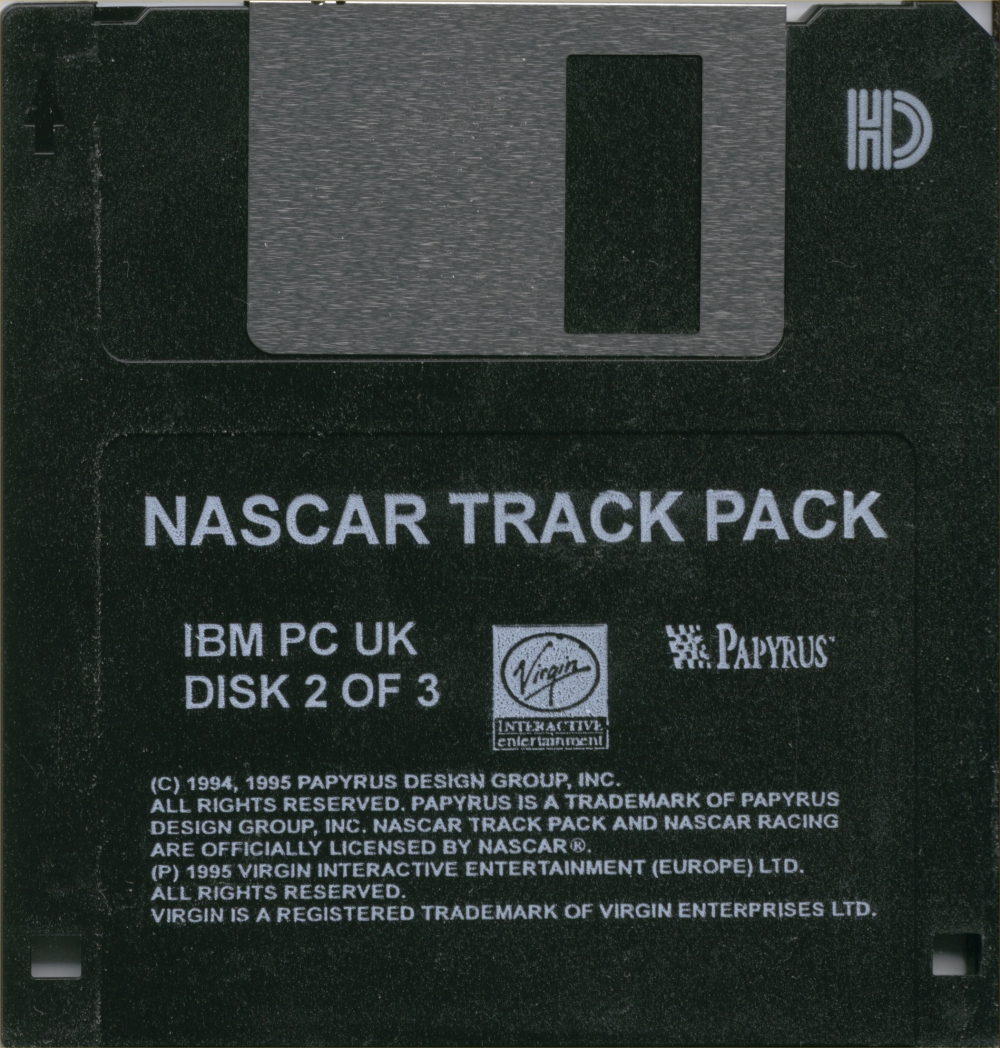 HD
NASCAR TRACK PACK
IBM PC UK
DISK 2 OF 3
Virgin
INTERACTIVE
entertainment
PAPYRUS™
(C) 1994, 1995 PAPYRUS DESIGN GROUP, INC.
ALL RIGHTS RESERVED. PAPYRUS IS A TRADEMARK OF PAPYRUS
DESIGN GROUP, INC. NASCAR TRACK PACK AND NASCAR RACING
ARE OFFICIALLY LICENSED BY NASCAR®.
(P) 1995 VIRGIN INTERACTIVE ENTERTAINMENT (EUROPE) LTD.
ALL RIGHTS RESERVED.
VIRGIN IS A REGISTERED TRADEMARK OF VIRGIN ENTERPRISES LTD.